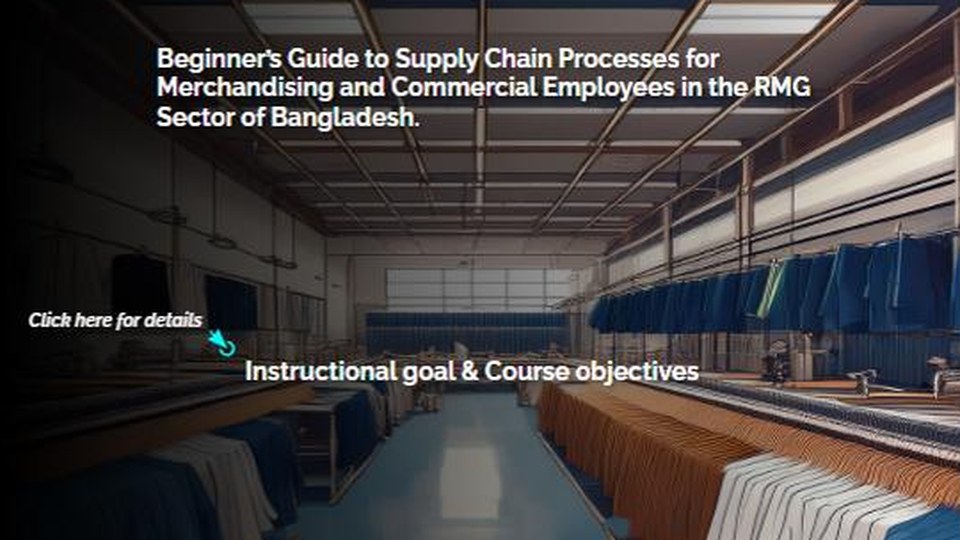 Beginner's Guide to Supply Chain Processes for
Merchandising and Commercial Employees in the RMG
Sector of Bangladesh.
Click here for details
Instructional goal & Course objectives